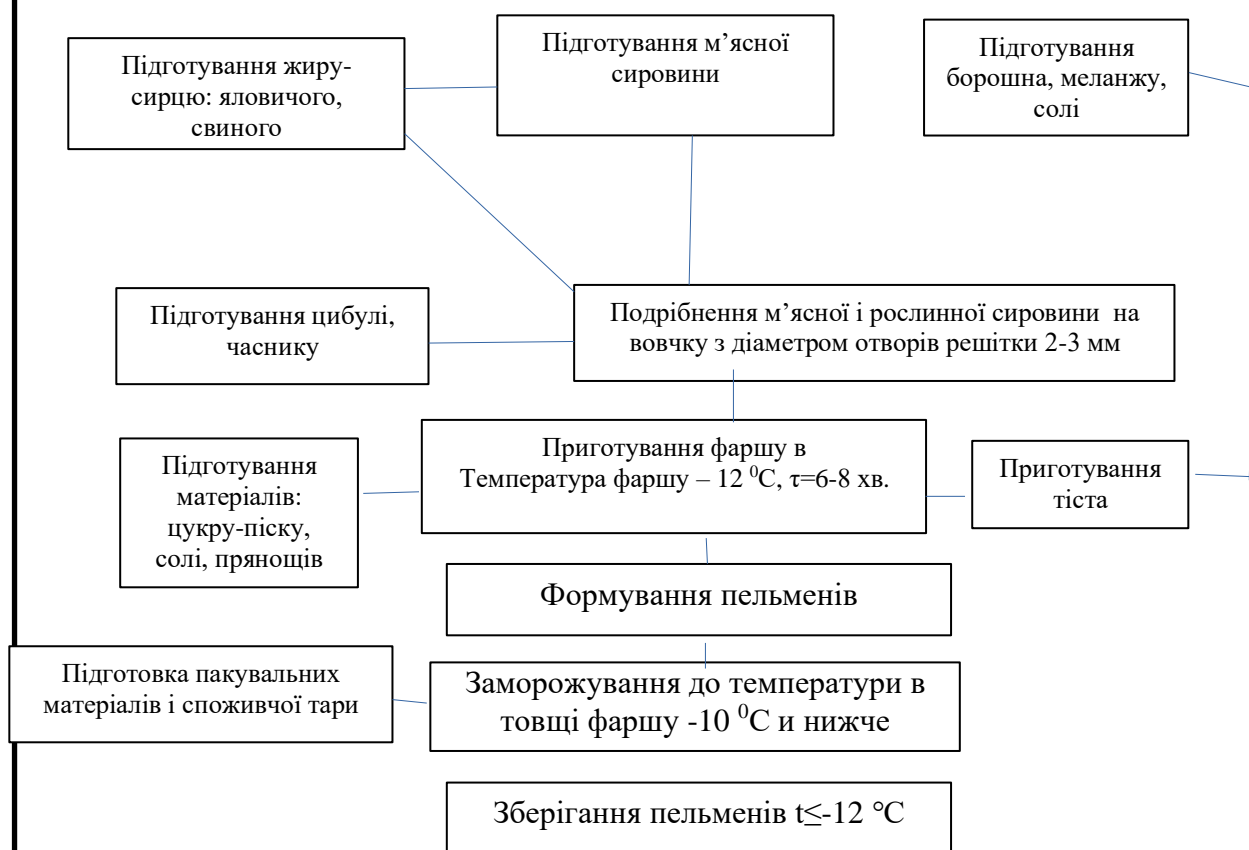 Підготування жиру-
сирцю: яловичого,
свиного
Підготування м’ясної
сировини
Підготування
борошна, меланжу,
солі
Підготування цибулі,
часнику
Подрібнення м’ясної і рослинної сировини на
вовчку з діаметром отворів решітки 2-3 мм
Підготування
матеріалів:
цукру-піску,
солі, прянощів
Приготування фаршу в
Температура фаршу – 12 ⁰С, τ=6-8 хв.
Приготування
тіста
Формування пельменів
Підготовка пакувальних
матеріалів і споживчої тари
Заморожування до температури в
товщі фаршу -10 ⁰С и нижче
Зберігання пельменів t≤-12 °С